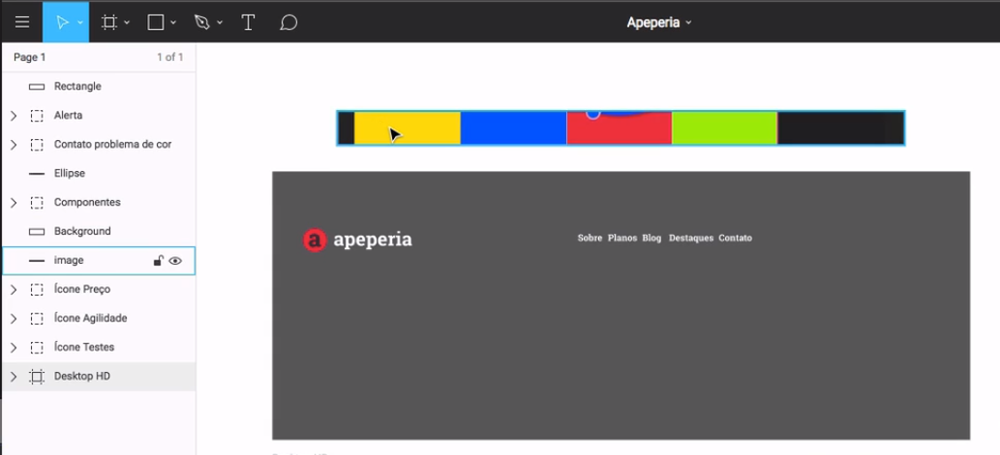 Apeperia
Page 1
1 of 1
Rectangle
Alerta
Contato problema de cor
Ellipse
Componentes
Background
image
Ícone Preço
Ícone Agilidade
Ícone Testes
Desktop HD
a apeperia
Sobre Planos Blog Destaques Contato